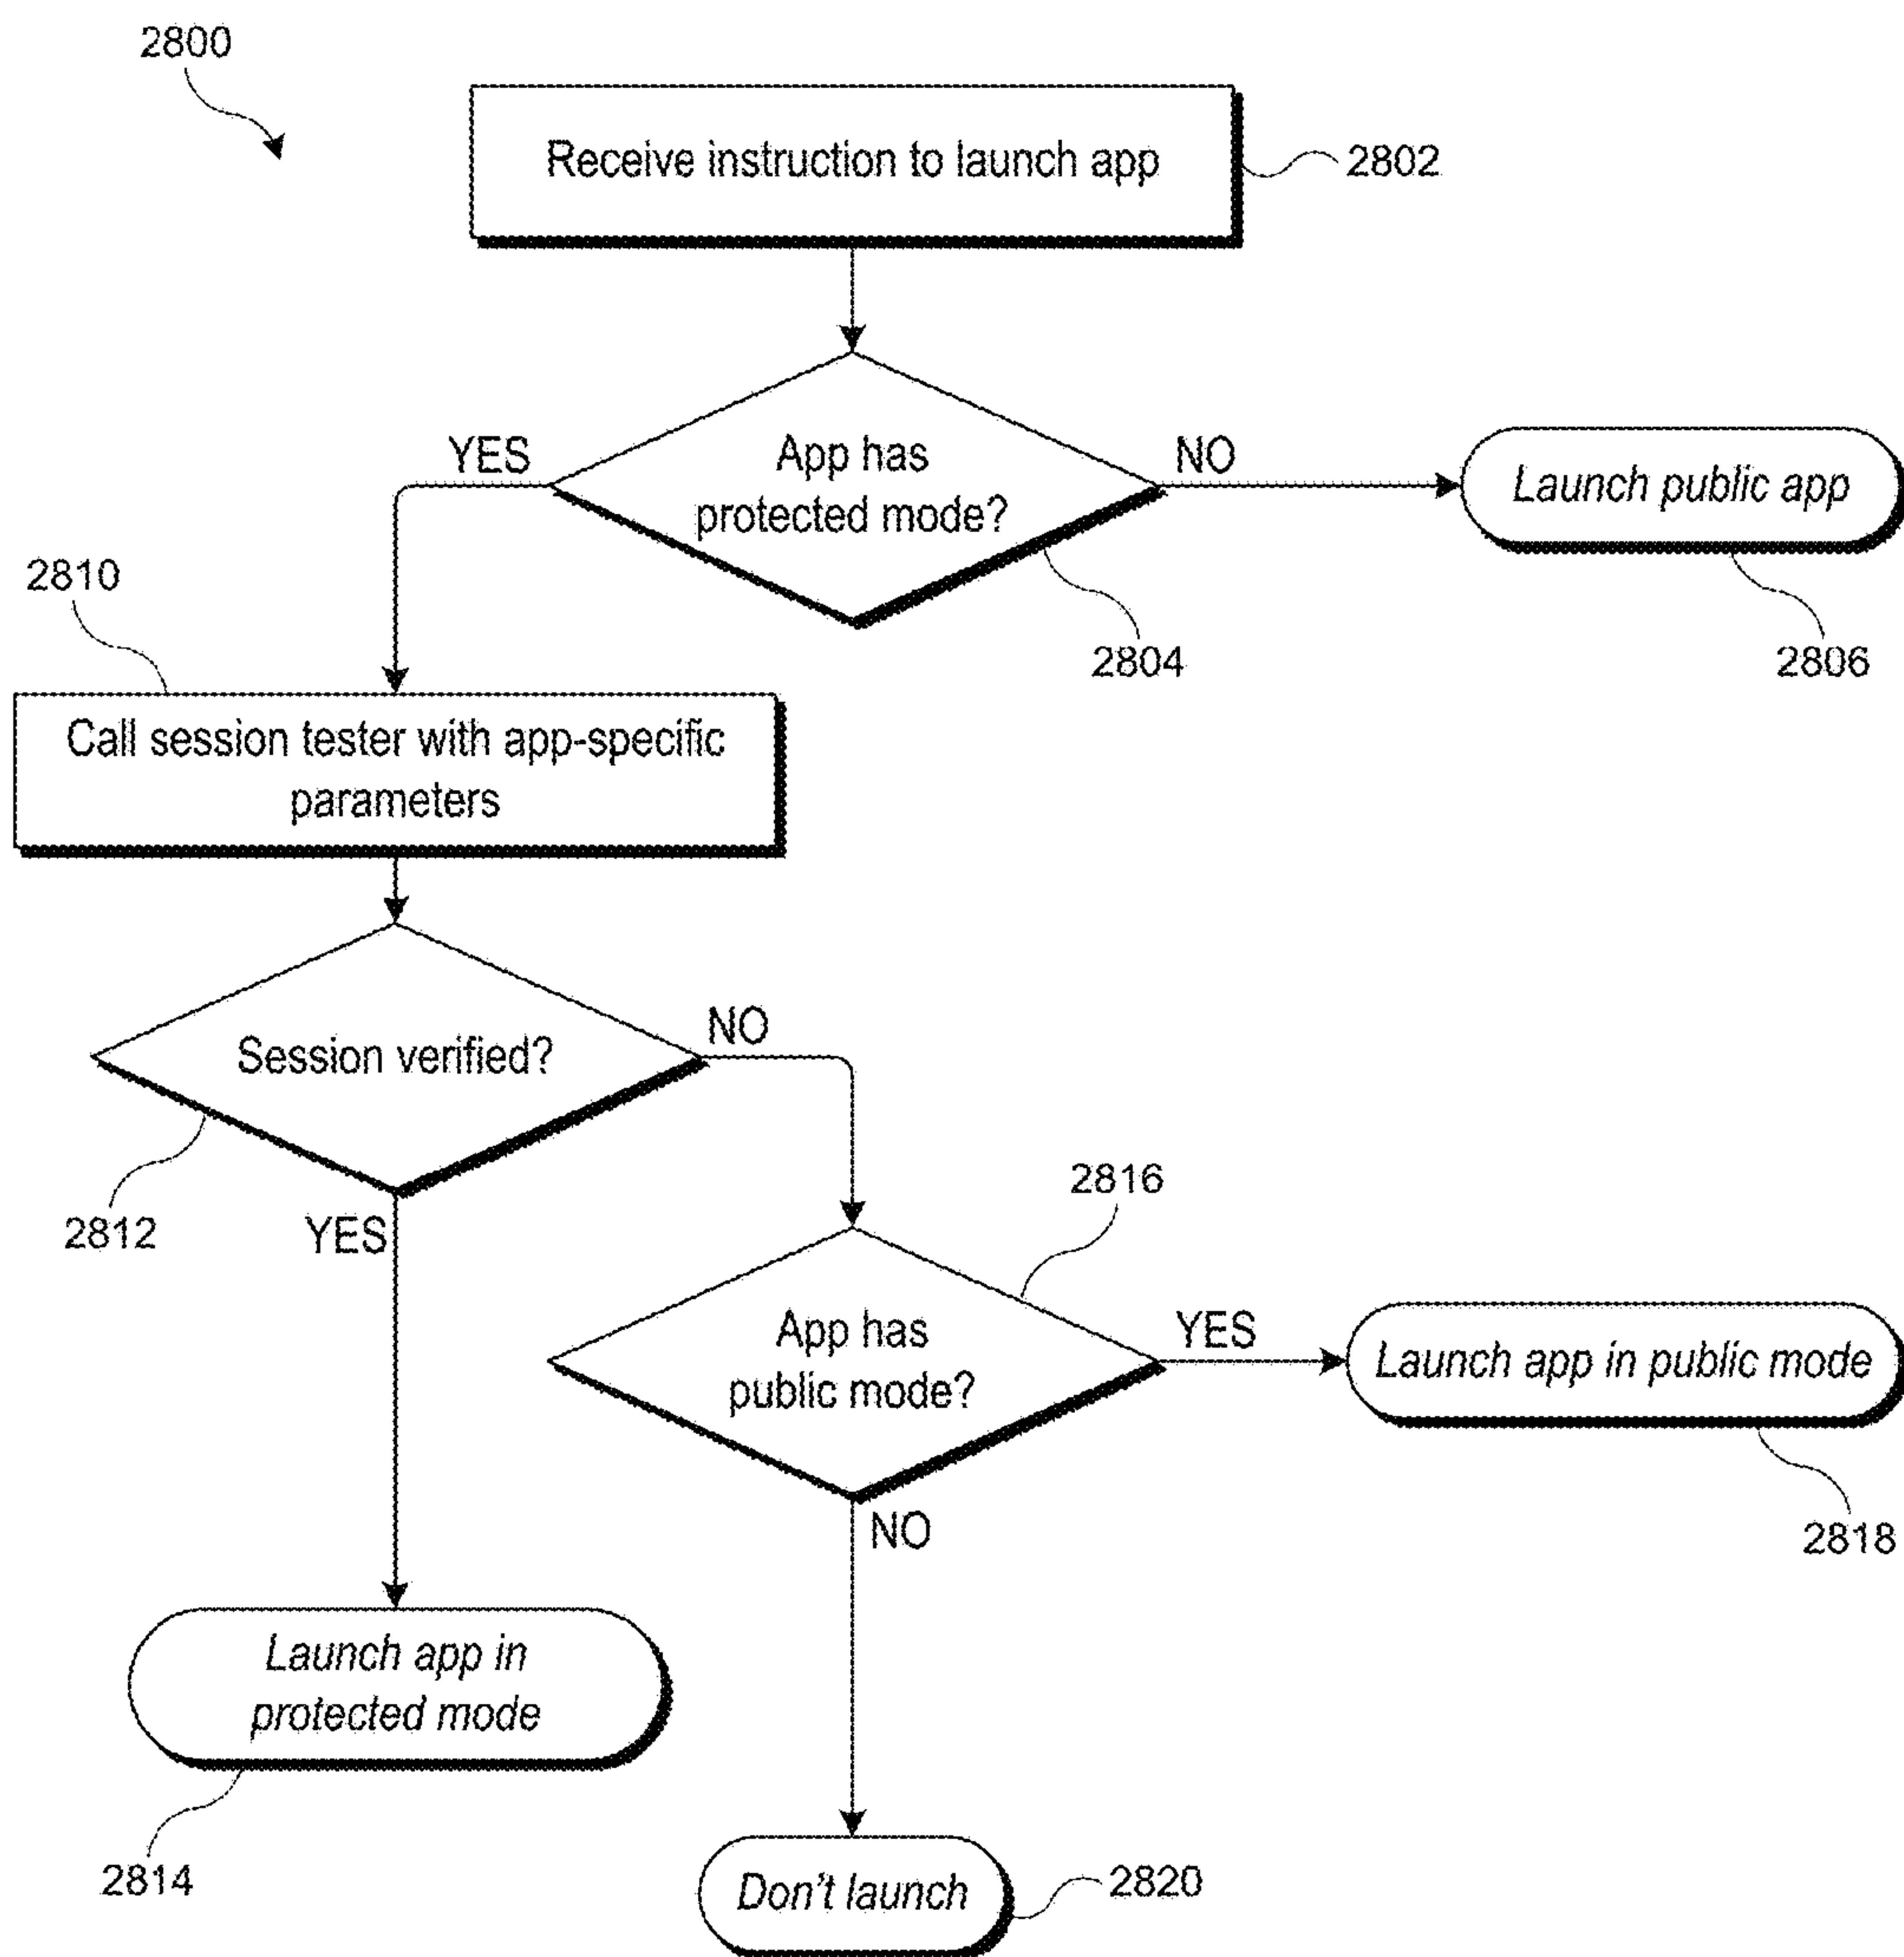 2800
Receive instruction to launch app
2802
App has
protected mode?
YES
NO
Launch public app
2804
2806
2810
Call session tester with app-specific
parameters
Session verified?
NO
2812
YES
2816
App has
public mode?
YES
Launch app in public mode
2818
NO
Launch app in
protected mode
2814
Don't launch
2820